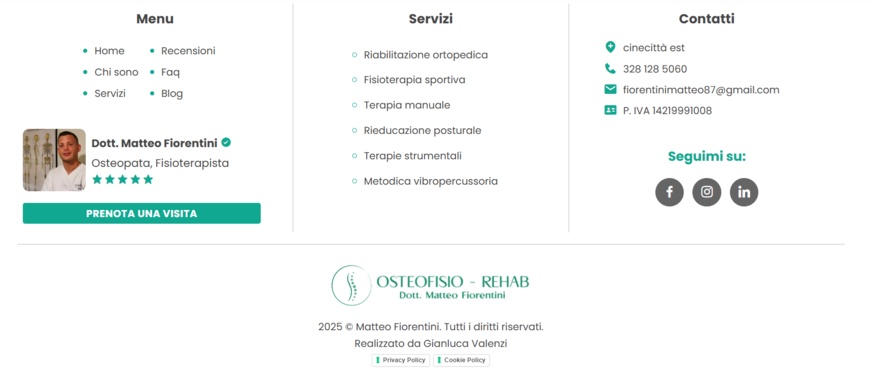 Menu
Home
Recensioni
Chi sono
Faq
Servizi
Blog
Dott. Matteo Fiorentini
Osteopata, Fisioterapista
PRENOTA UNA VISITA
Servizi
Riabilitazione ortopedica
Fisioterapia sportiva
Terapia manuale
Rieducazione posturale
Terapie strumentali
Metodica vibropercussoria
Contatti
cinecittà est
328 128 5060
fiorentinimatteo87@gmail.com
P. IVA 14219991008
Seguimi su:
OSTEOFISIO - REHAB
Dott. Matteo Fiorentini
2025 © Matteo Fiorentini. Tutti i diritti riservati.
Realizzato da Gianluca Valenzi
Privacy Policy
Cookie Policy